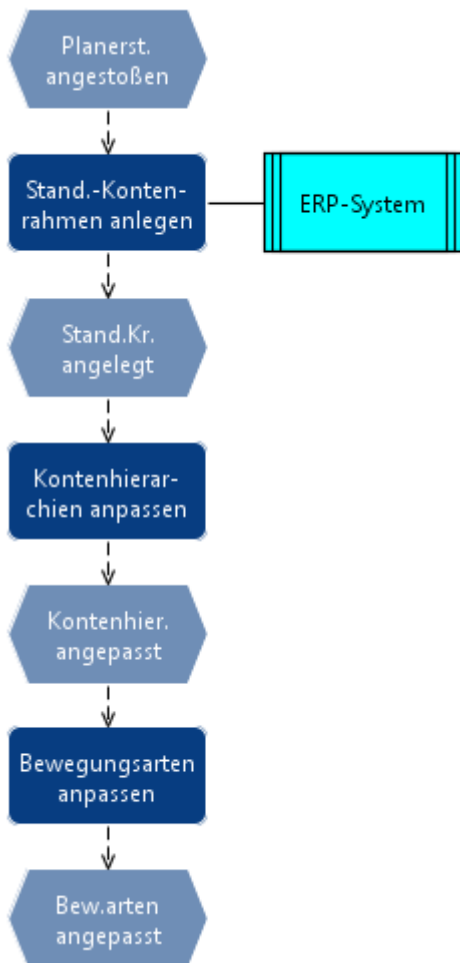 Planerst.
angestoßen
Stand.-Konten-
rahmen anlegen
ERP-System
Stand.Kr.
angelegt
Kontenhierar-
chien anpassen
Kontenhier.
angepasst
Bewegungsarten
anpassen
Bew.arten
angepasst